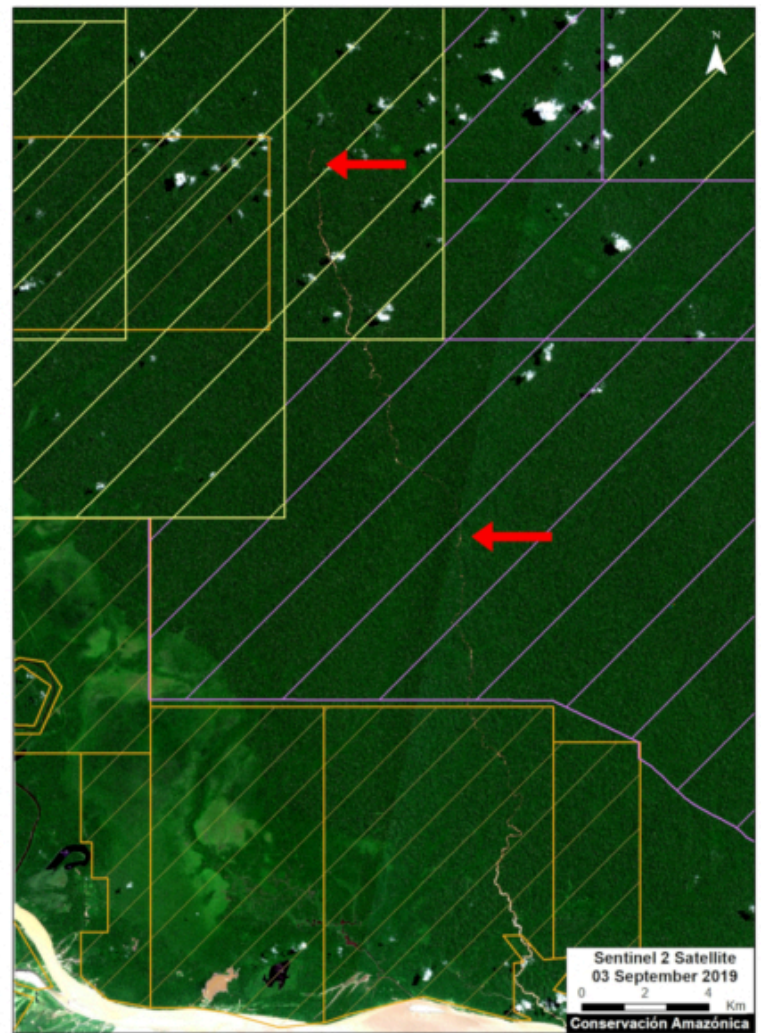 N
Sentinel 2 Satellite
03 September 2019
0 2 4
Km
Conservación Amazónica